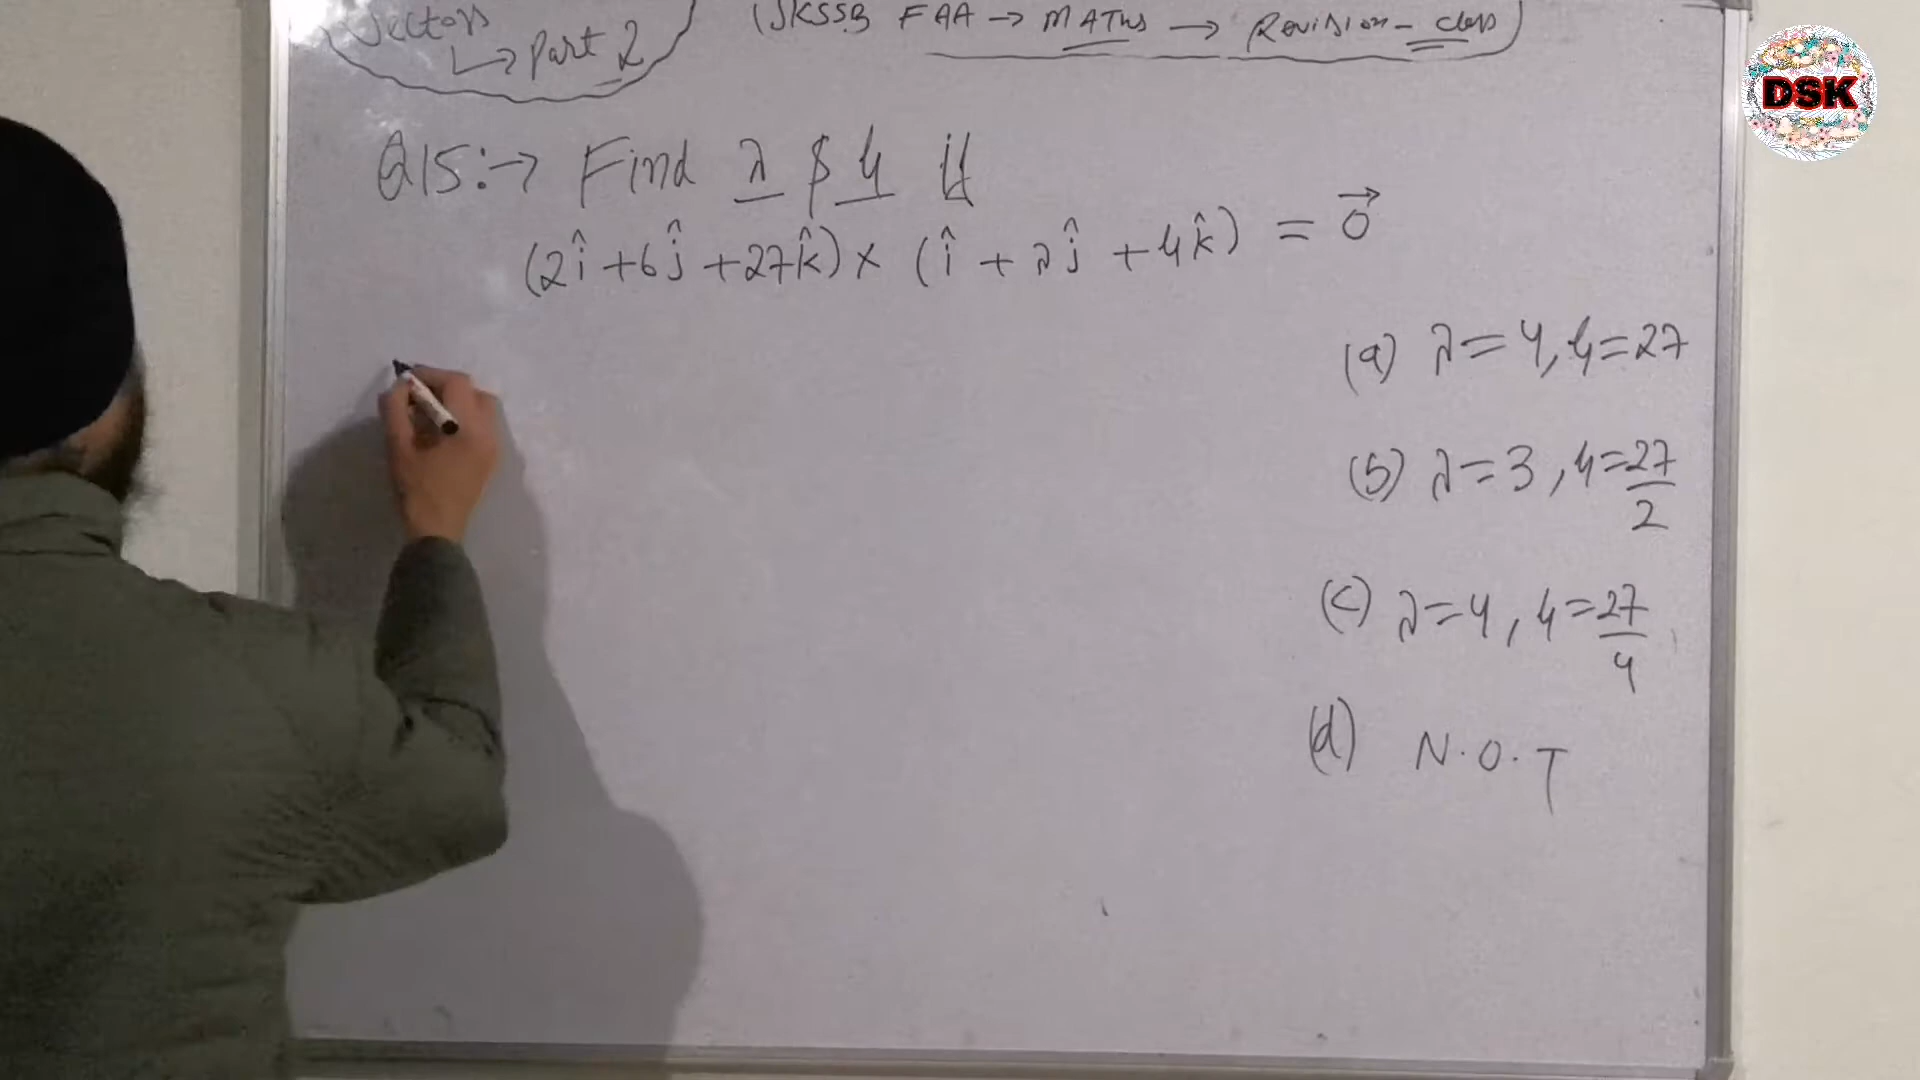 Vectors
↳ Part 2
(JKSSB FAA → MATHS → Revision - class)
DSK
Q15:→ Find λ & μ if
(2î + 6ĵ + 27k̂) × (î + λĵ + μk̂) = 0⃗
(a) λ = 4, μ = 27
(b) λ = 3, μ = 27/2
(c) λ = 4, μ = 27/4
(d) N.O.T